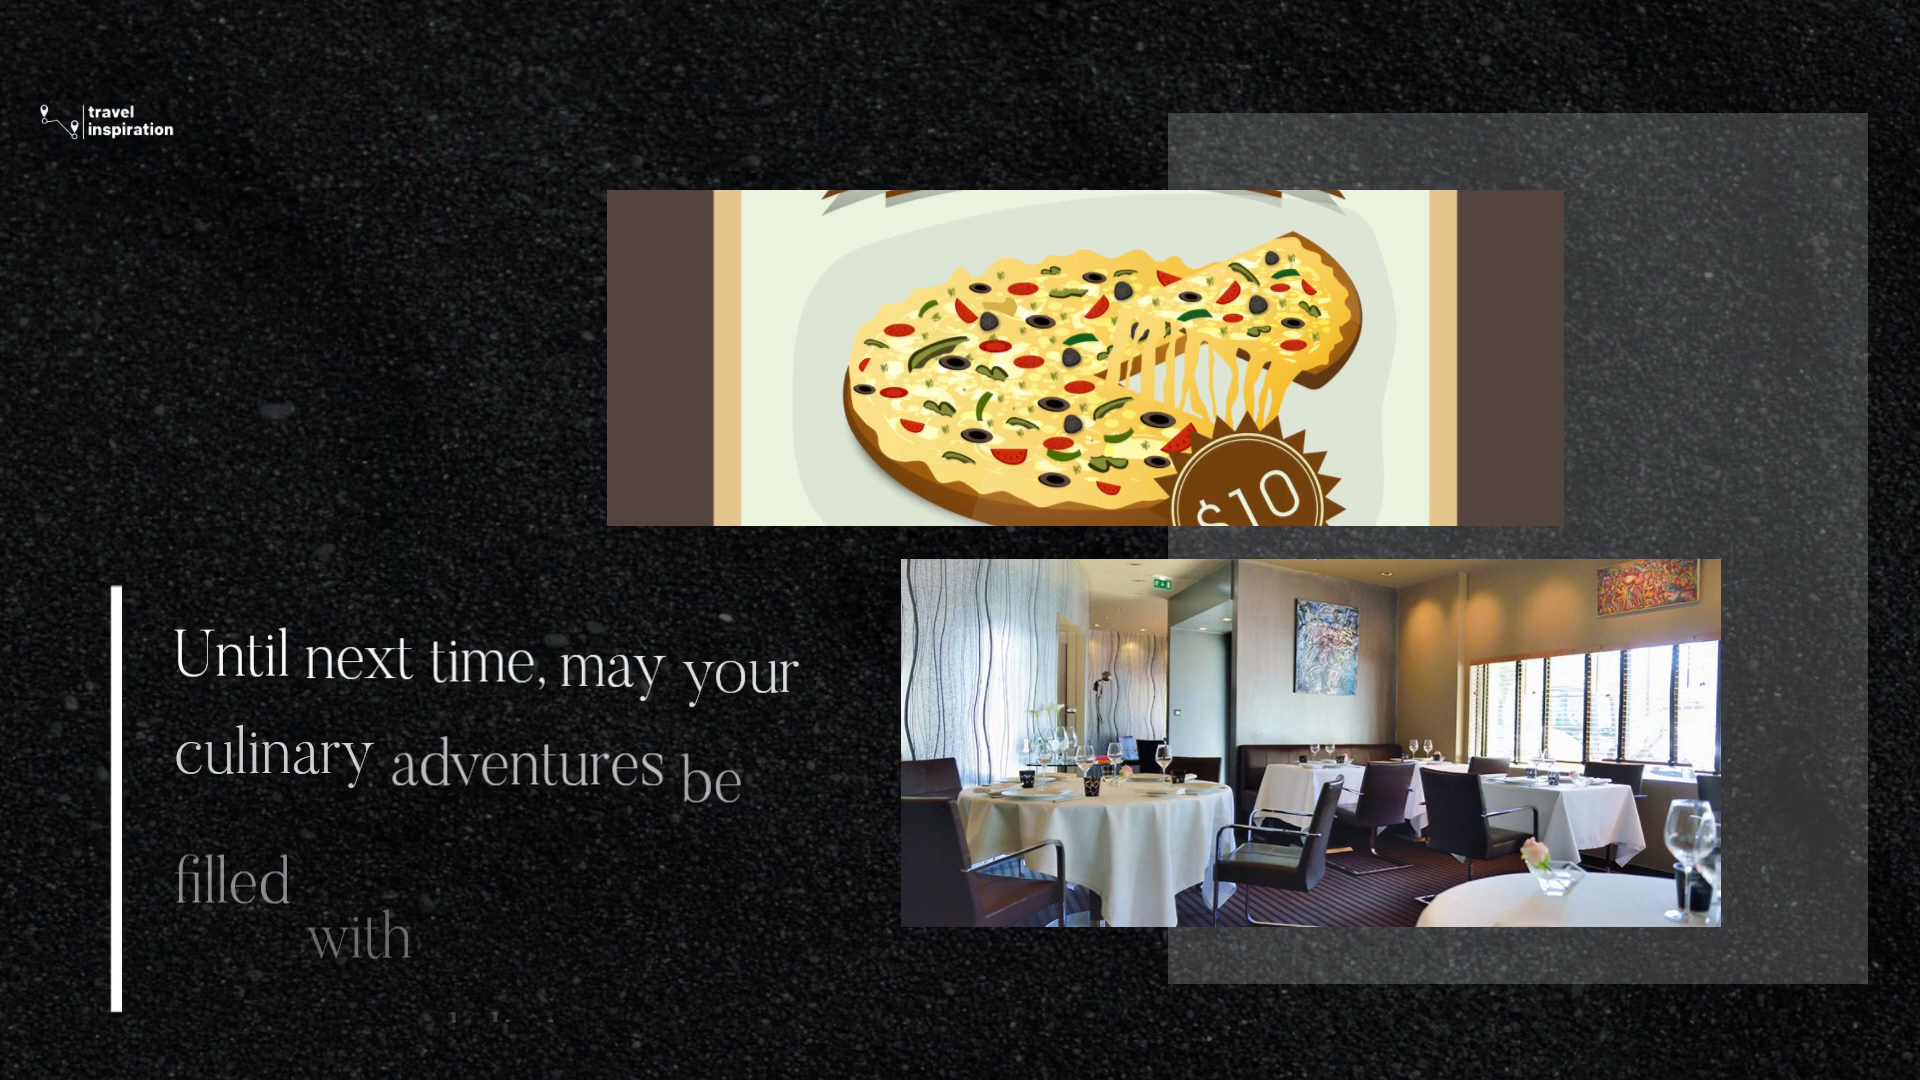 travel
inspiration
$10
Until next time, may your
culinary adventures be
filled
with